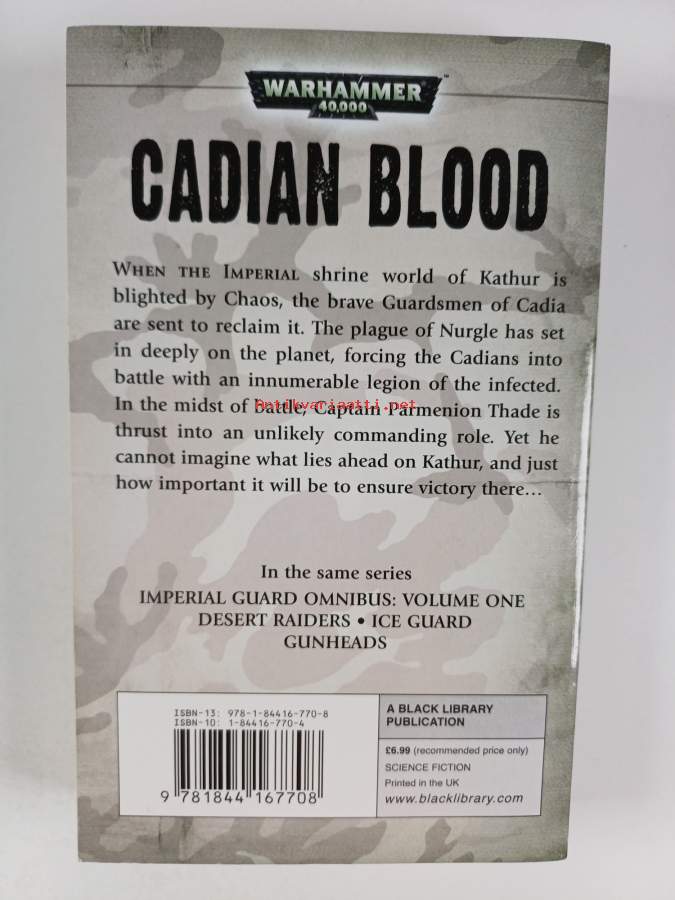 WARHAMMER™
40,000
CADIAN BLOOD
WHEN THE IMPERIAL shrine world of Kathur is
blighted by Chaos, the brave Guardsmen of Cadia
are sent to reclaim it. The plague of Nurgle has set
in deeply on the planet, forcing the Cadians into
battle with an innumerable legion of the infected.
In the midst of battle, Captain Parmenion Thade is
Antikvariaatti.net
thrust into an unlikely commanding role. Yet he
cannot imagine what lies ahead on Kathur, and just
how important it will be to ensure victory there...
In the same series
IMPERIAL GUARD OMNIBUS: VOLUME ONE
DESERT RAIDERS • ICE GUARD
GUNHEADS
ISBN-13: 978-1-84416-770-8
ISBN-10: 1-84416-770-4
9 781844 167708
A BLACK LIBRARY
PUBLICATION
£6.99 (recommended price only)
SCIENCE FICTION
Printed in the UK
www.blacklibrary.com